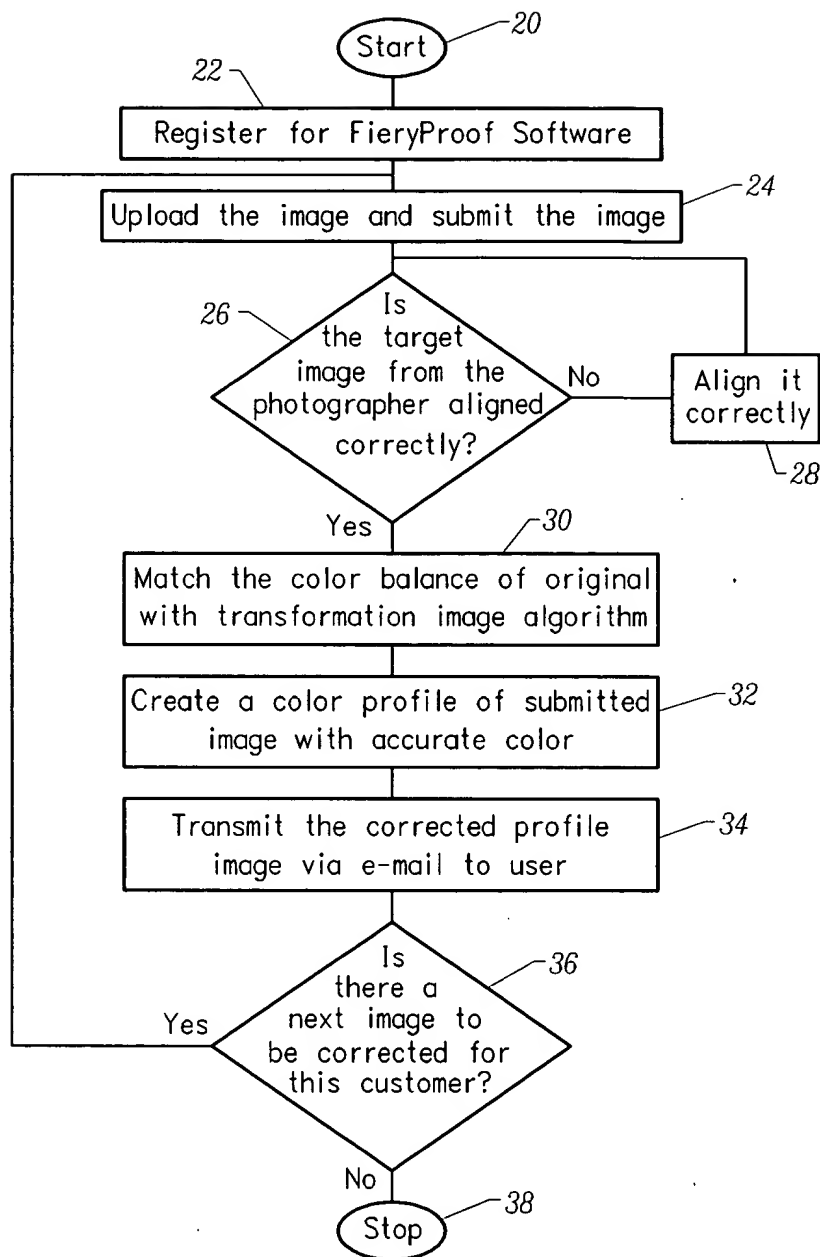 Start
20
22
Register for FieryProof Software
24
Upload the image and submit the image
26
Is
the target
image from the
photographer aligned
correctly?
No
Align it
correctly
28
Yes
30
Match the color balance of original
with transformation image algorithm
32
Create a color profile of submitted
image with accurate color
34
Transmit the corrected profile
image via e-mail to user
36
Is
there a
next image to
be corrected for
this customer?
Yes
No
38
Stop